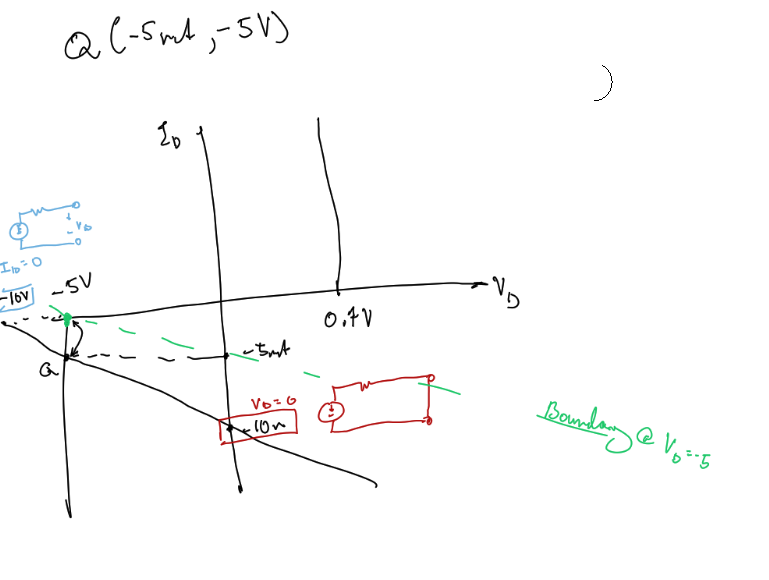 Q (-5mA, -5V)
I_D
- V_D
I_D=0
-10V
-5V
V_D
0.7V
Q
-5mA
V_D=0
-10m
Boundary @ V_D=-5